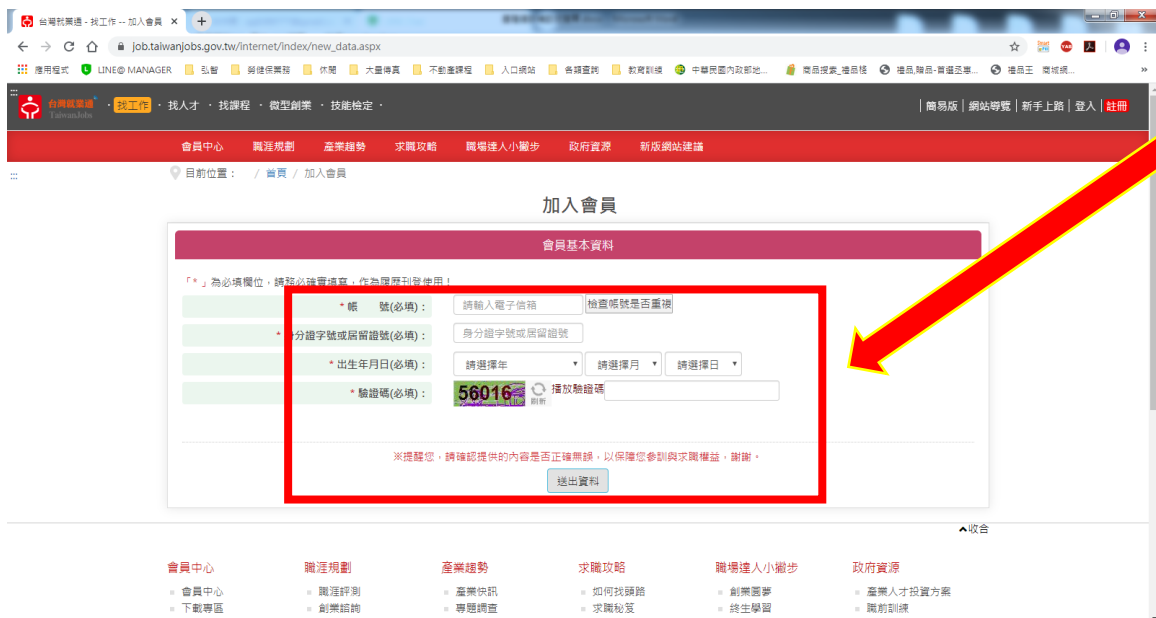 台灣就業通 - 找工作 -- 加入會員
job.taiwanjobs.gov.tw/internet/index/new_data.aspx
應用程式 LINE@ MANAGER 弘智 勞健保業務 休閒 大量傳真 不動產課程 人口網站 各類查詢 教育訓練 中華民國內政部地... 商品搜索_禮品怪 禮品,贈品-首選丞惠... 禮品王 商城網...
台灣就業通 TaiwanJobs ・找工作・找人才・找課程・微型創業・技能檢定・ |簡易版|網站導覽|新手上路|登入|註冊
會員中心 職涯規劃 產業趨勢 求職攻略 職場達人小撇步 政府資源 新版網站建議
目前位置： / 首頁 / 加入會員
加入會員
會員基本資料
「*」為必填欄位，請務必確實填寫，作為履歷刊登使用！
*帳 號(必填)： 請輸入電子信箱 檢查帳號是否重複
*身分證字號或居留證號(必填)： 身分證字號或居留證號
*出生年月日(必填)： 請選擇年 請選擇月 請選擇日
*驗證碼(必填)： 56016 刷新 播放驗證碼
※提醒您，請確認提供的內容是否正確無誤，以保障您參訓與求職權益，謝謝。
送出資料
收合
會員中心 職涯規劃 產業趨勢 求職攻略 職場達人小撇步 政府資源
會員中心 職涯評測 產業快訊 如何找頭路 創業圓夢 產業人才投資方案
下載專區 創業諮詢 專題調查 求職秘笈 終生學習 職前訓練